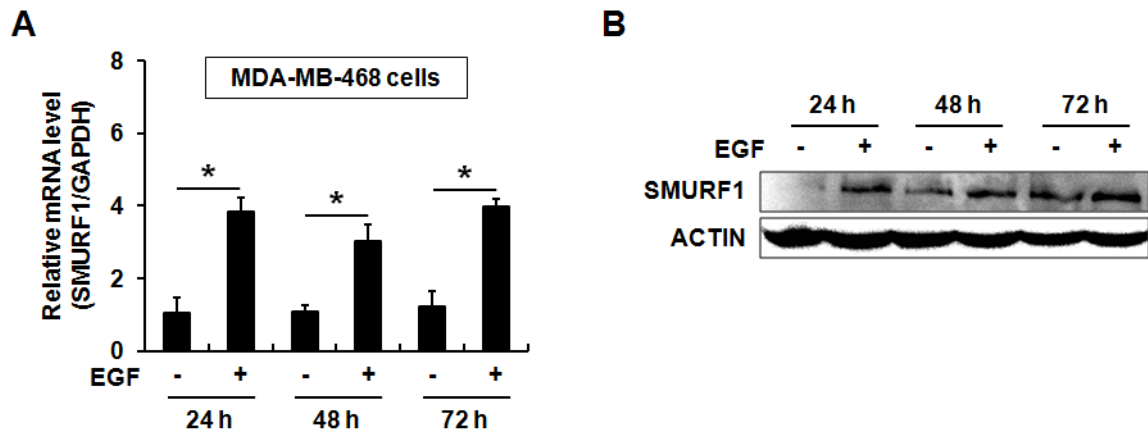 A
Relative mRNA level
(SMURF1/GAPDH)
8
6
4
2
0
MDA-MB-468 cells
*
*
*
EGF - + - + - +
24 h 48 h 72 h
B
24 h 48 h 72 h
EGF - + - + - +
SMURF1
ACTIN